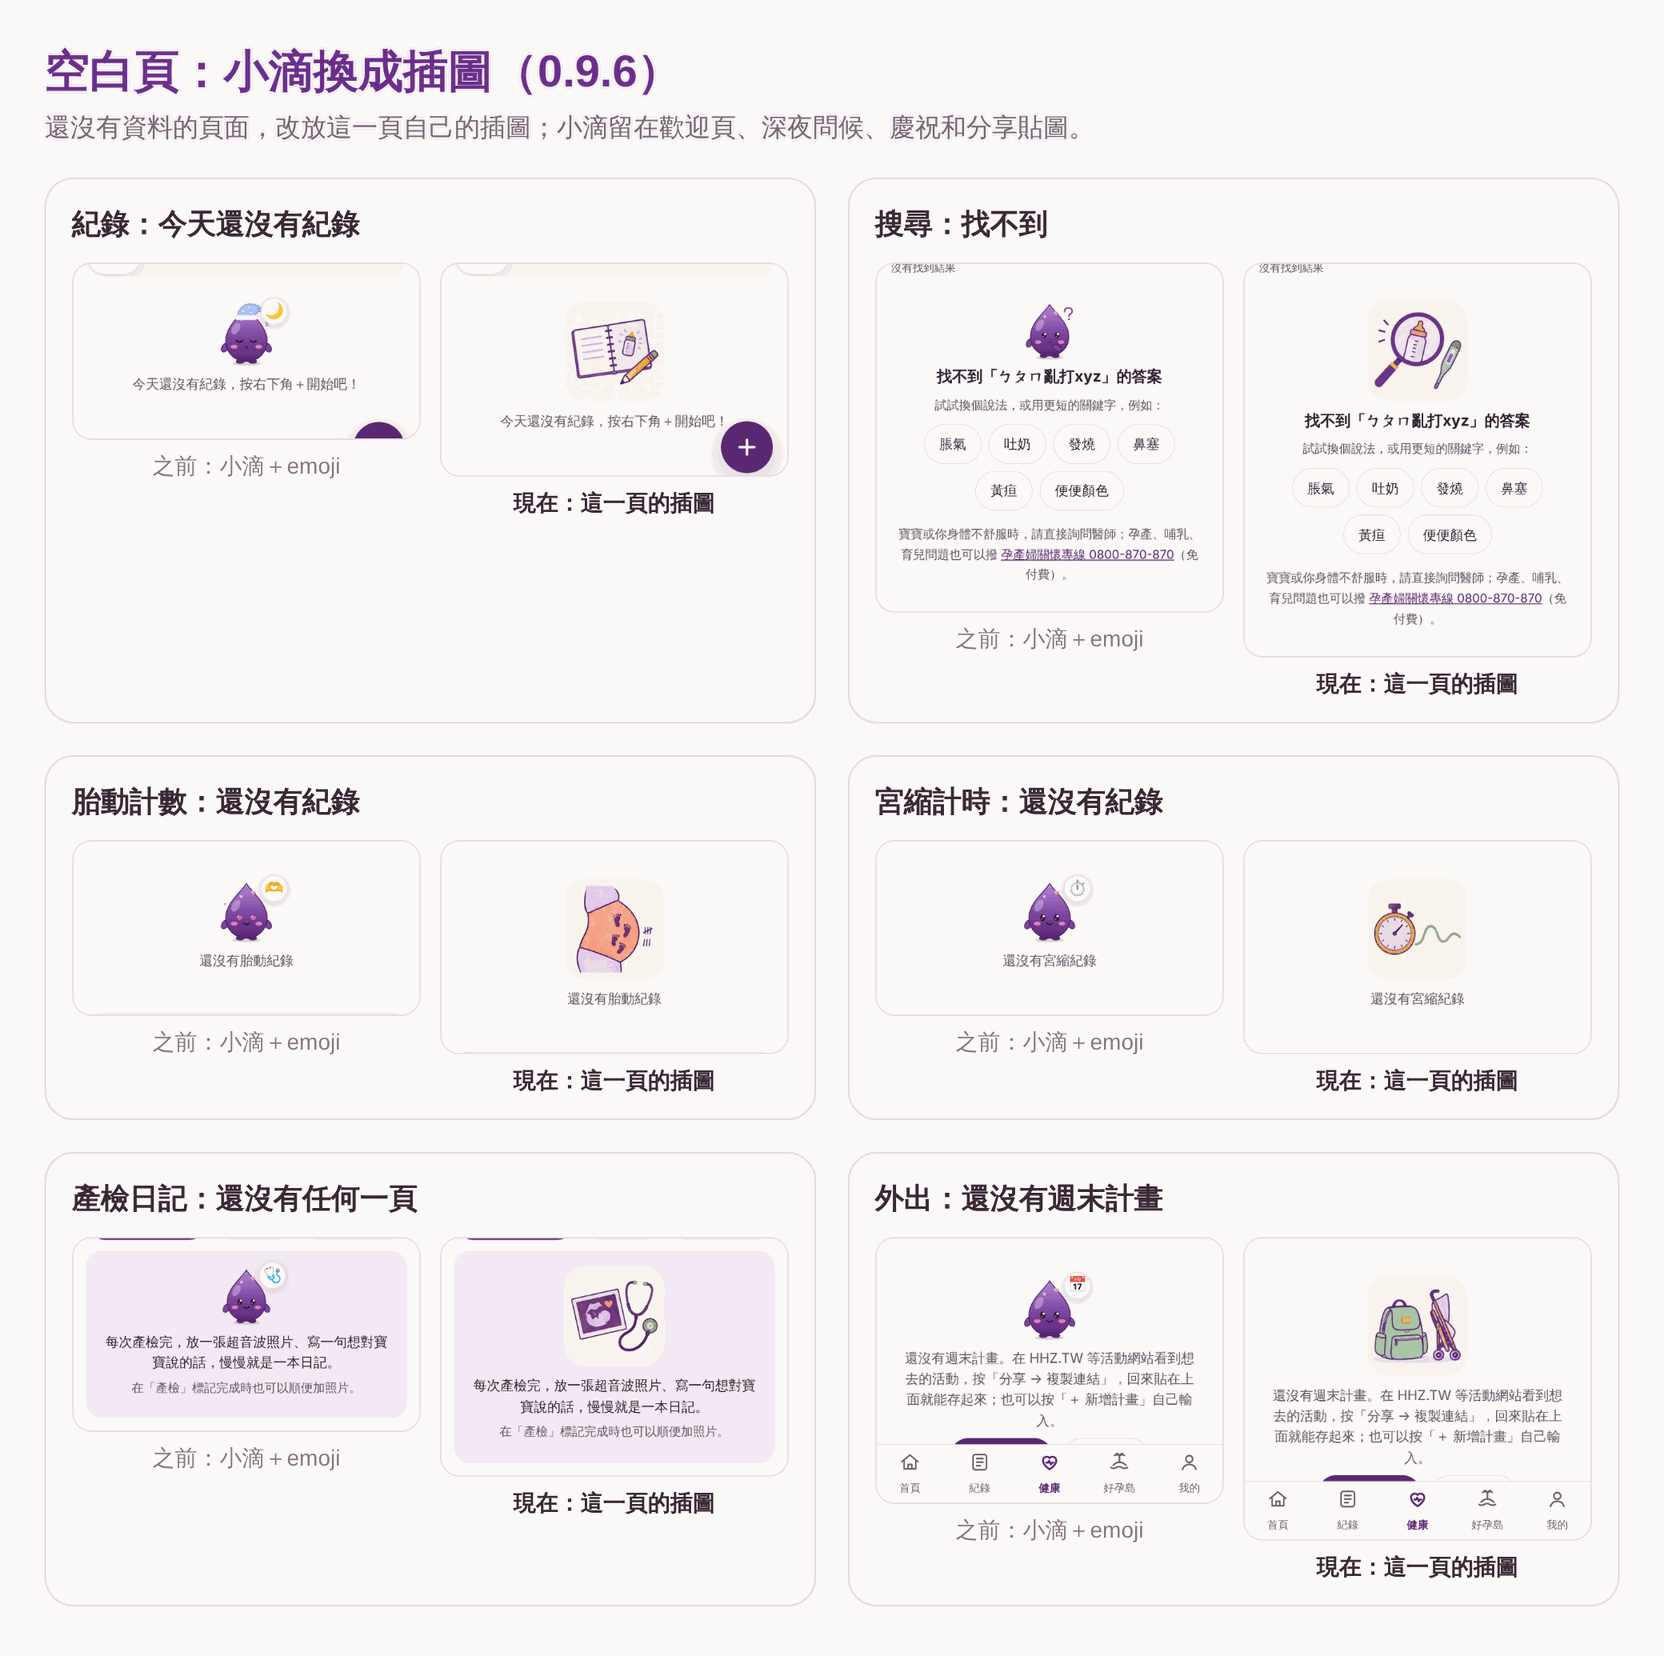 空白頁：小滴換成插圖（0.9.6）
還沒有資料的頁面，改放這一頁自己的插圖；小滴留在歡迎頁、深夜問候、慶祝和分享貼圖。
紀錄：今天還沒有紀錄
今天還沒有紀錄，按右下角＋開始吧！
之前：小滴＋emoji
今天還沒有紀錄，按右下角＋開始吧！
+
現在：這一頁的插圖
搜尋：找不到
沒有找到結果
?
找不到「ㄅㄆㄇ亂打xyz」的答案
試試換個說法，或用更短的關鍵字，例如：
脹氣 吐奶 發燒 鼻塞
黃疸 便便顏色
寶寶或你身體不舒服時，請直接詢問醫師；孕產、哺乳、
育兒問題也可以撥 孕產婦關懷專線 0800-870-870（免
付費）。
之前：小滴＋emoji
沒有找到結果
找不到「ㄅㄆㄇ亂打xyz」的答案
試試換個說法，或用更短的關鍵字，例如：
脹氣 吐奶 發燒 鼻塞
黃疸 便便顏色
寶寶或你身體不舒服時，請直接詢問醫師；孕產、哺乳、
育兒問題也可以撥 孕產婦關懷專線 0800-870-870（免
付費）。
現在：這一頁的插圖
胎動計數：還沒有紀錄
還沒有胎動紀錄
之前：小滴＋emoji
還沒有胎動紀錄
現在：這一頁的插圖
宮縮計時：還沒有紀錄
還沒有宮縮紀錄
之前：小滴＋emoji
還沒有宮縮紀錄
現在：這一頁的插圖
產檢日記：還沒有任何一頁
每次產檢完，放一張超音波照片、寫一句想對寶
寶說的話，慢慢就是一本日記。
在「產檢」標記完成時也可以順便加照片。
之前：小滴＋emoji
每次產檢完，放一張超音波照片、寫一句想對寶
寶說的話，慢慢就是一本日記。
在「產檢」標記完成時也可以順便加照片。
現在：這一頁的插圖
外出：還沒有週末計畫
17
還沒有週末計畫。在 HHZ.TW 等活動網站看到想
去的活動，按「分享 → 複製連結」，回來貼在上
面就能存起來；也可以按「＋ 新增計畫」自己輸
入。
首頁 紀錄 健康 好孕島 我的
之前：小滴＋emoji
還沒有週末計畫。在 HHZ.TW 等活動網站看到想
去的活動，按「分享 → 複製連結」，回來貼在上
面就能存起來；也可以按「＋ 新增計畫」自己輸
入。
首頁 紀錄 健康 好孕島 我的
現在：這一頁的插圖